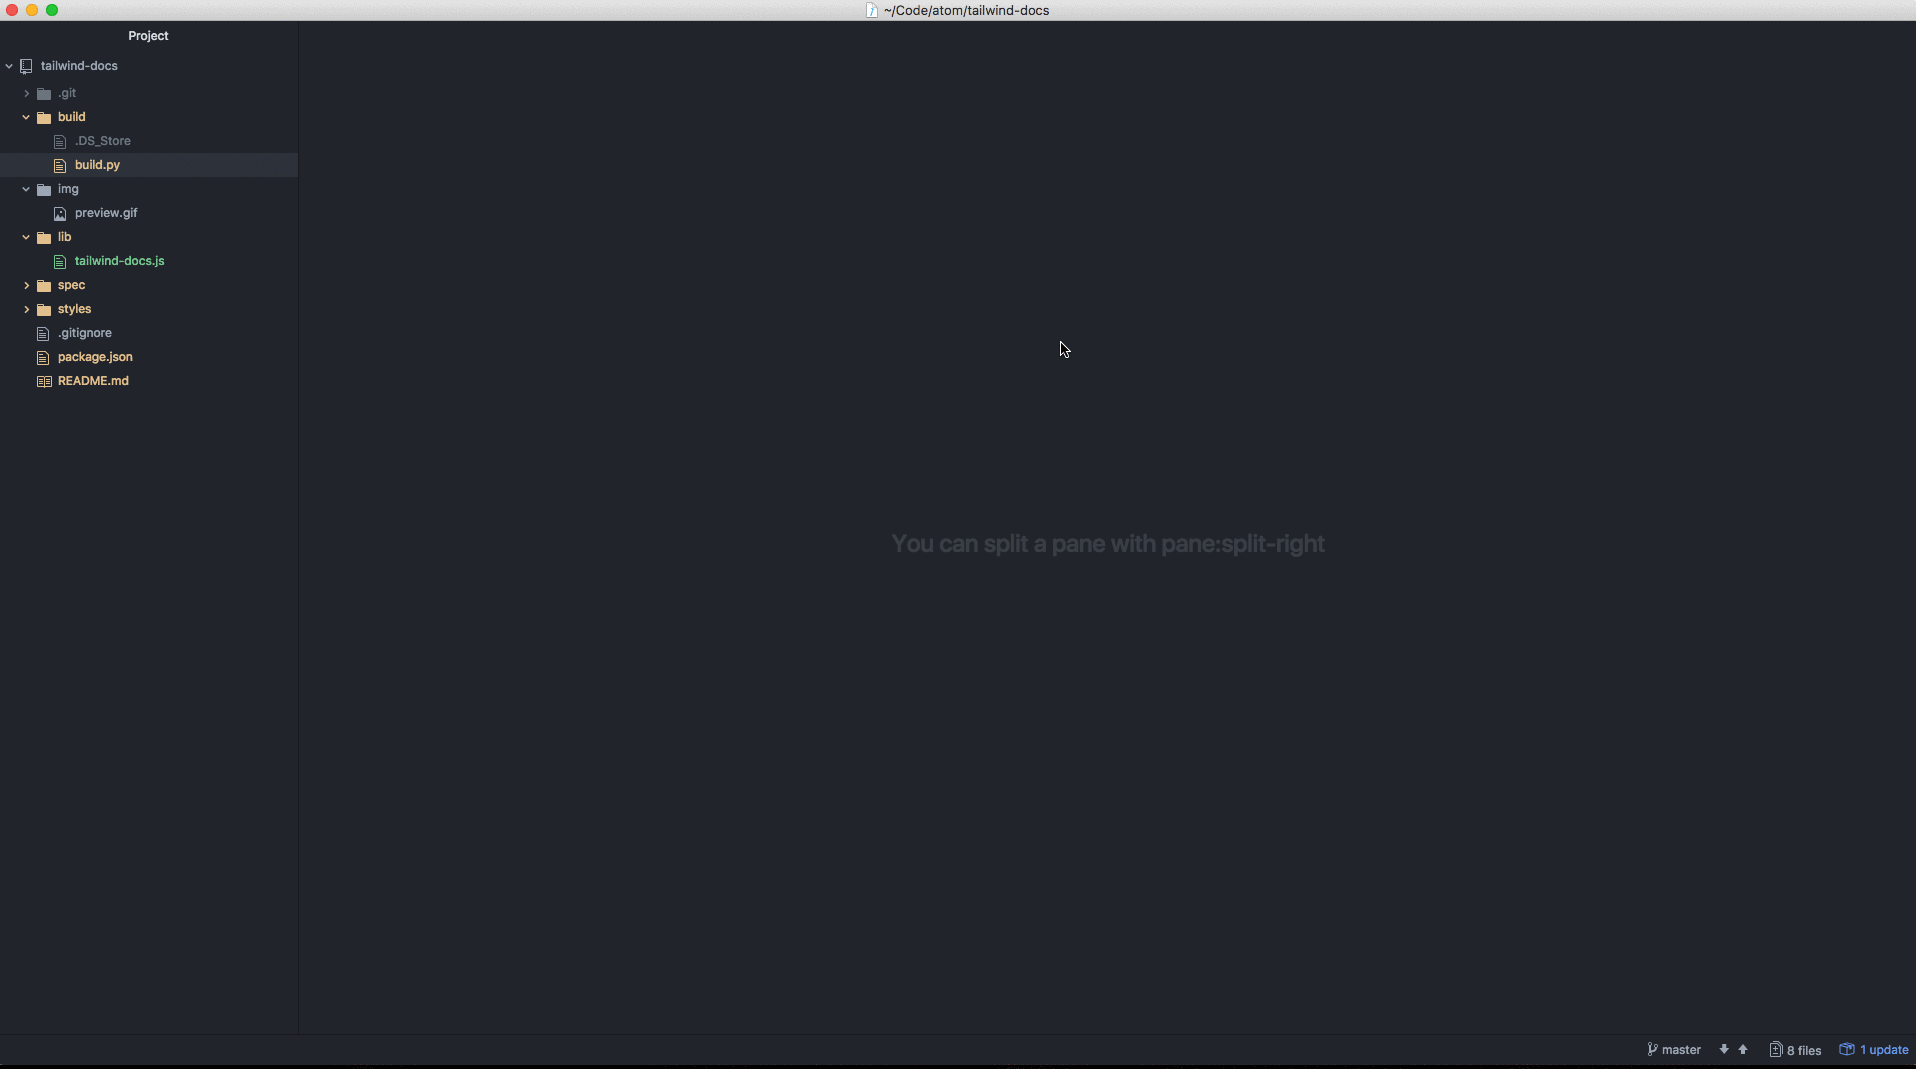 ~/Code/atom/tailwind-docs
Project
tailwind-docs
.git
build
.DS_Store
build.py
img
preview.gif
lib
tailwind-docs.js
spec
styles
.gitignore
package.json
README.md
You can split a pane with pane:split-right
master 8 files 1 update